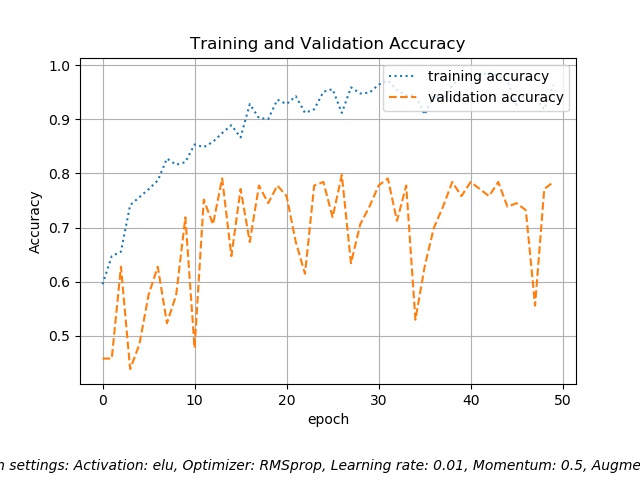 Training and Validation Accuracy
training accuracy
validation accuracy
1.0
0.9
0.8
0.7
0.6
0.5
Accuracy
0 10 20 30 40 50
epoch
settings: Activation: elu, Optimizer: RMSprop, Learning rate: 0.01, Momentum: 0.5,